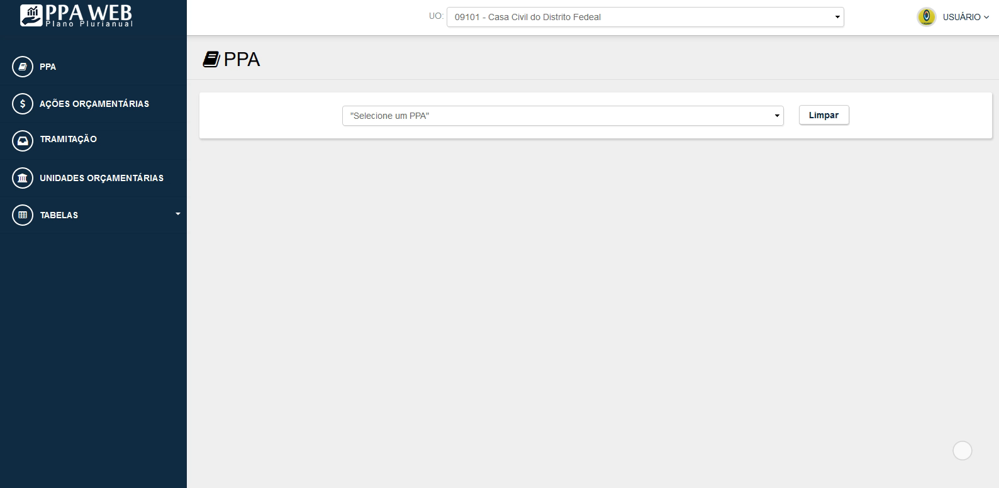 PPA WEB
Plano Plurianual
UO:
09101 - Casa Civil do Distrito Fedeal
USUÁRIO
PPA
AÇÕES ORÇAMENTÁRIAS
TRAMITAÇÃO
UNIDADES ORÇAMENTÁRIAS
TABELAS
PPA
"Selecione um PPA"
Limpar